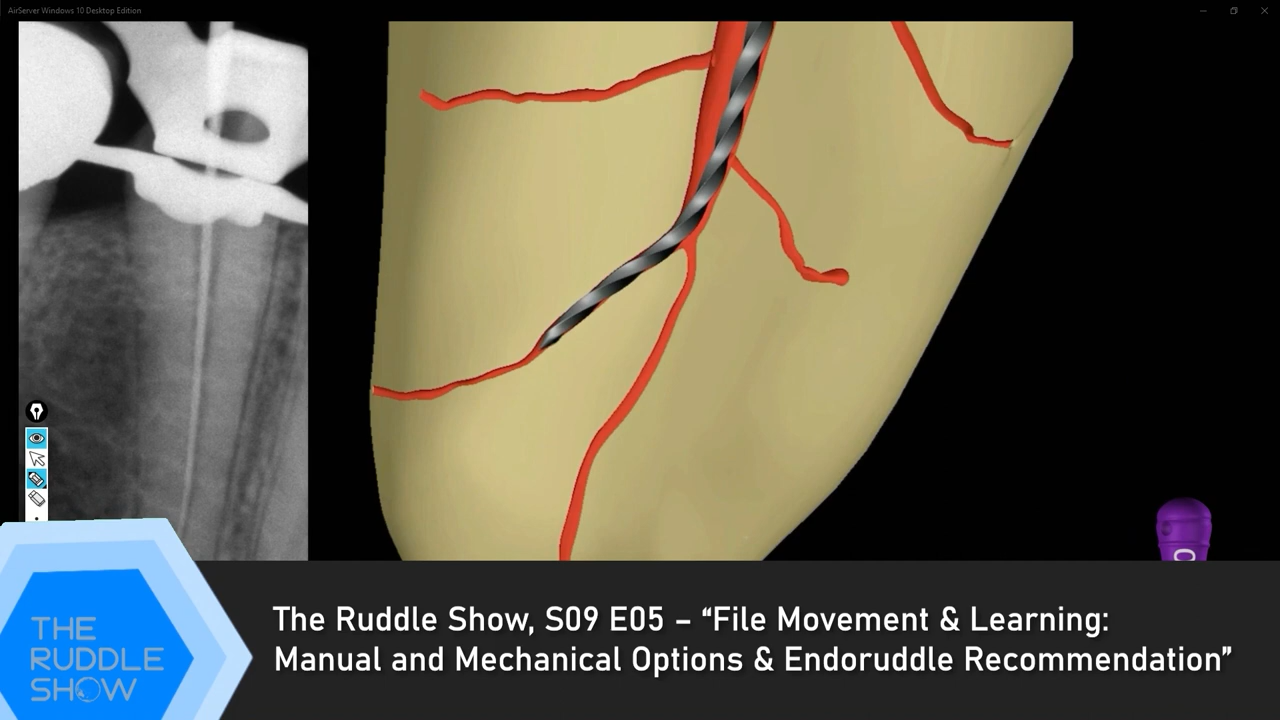 AirServer Windows 10 Desktop Edition
The Ruddle Show, S09 E05 – “File Movement & Learning:
Manual and Mechanical Options & Endoruddle Recommendation”
THE
RUDDLE
SHOW